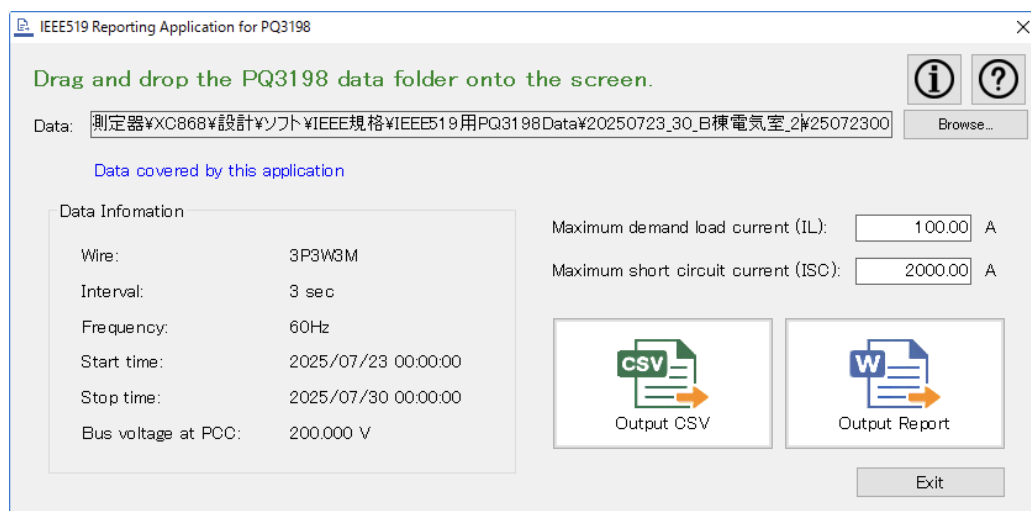 IEEE519 Reporting Application for PQ3198
Drag and drop the PQ3198 data folder onto the screen.
Data: 測定器¥XC868¥設計¥ソフト¥IEEE規格¥IEEE519用PQ3198Data¥20250723_30_B棟電気室_2¥25072300 Browse...
Data covered by this application
Data Infomation
Wire: 3P3W3M
Interval: 3 sec
Frequency: 60Hz
Start time: 2025/07/23 00:00:00
Stop time: 2025/07/30 00:00:00
Bus voltage at PCC: 200.000 V
Maximum demand load current (IL): 100.00 A
Maximum short circuit current (ISC): 2000.00 A
CSV
Output CSV
W
Output Report
Exit